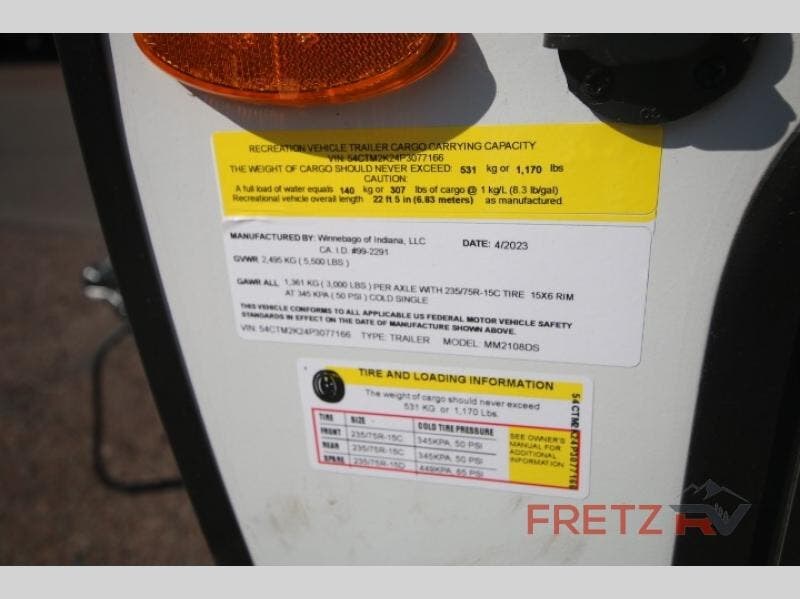 RECREATION VEHICLE TRAILER CARGO CARRYING CAPACITY
VIN: 54CTM2K24P3077166
THE WEIGHT OF CARGO SHOULD NEVER EXCEED: 531 kg or 1,170 lbs
CAUTION:
A full load of water equals 140 kg or 307 lbs of cargo @ 1 kg/L (8.3 lb/gal)
Recreational vehicle overall length 22 ft 5 in (6.83 meters) as manufactured
MANUFACTURED BY: Winnebago of Indiana, LLC DATE: 4/2023
CA. I.D. #99-2291
GVWR 2,495 KG ( 5,500 LBS )
GAWR ALL 1,361 KG ( 3,000 LBS ) PER AXLE WITH 235/75R-15C TIRE 15X6 RIM
AT 345 KPA ( 50 PSI ) COLD SINGLE
THIS VEHICLE CONFORMS TO ALL APPLICABLE US FEDERAL MOTOR VEHICLE SAFETY
STANDARDS IN EFFECT ON THE DATE OF MANUFACTURE SHOWN ABOVE.
VIN: 54CTM2K24P3077166 TYPE: TRAILER MODEL: MM2108DS
TIRE AND LOADING INFORMATION
The weight of cargo should never exceed
531 KG or 1,170 Lbs.
TIRE SIZE COLD TIRE PRESSURE
FRONT 235/75R-15C 345KPA, 50 PSI
REAR 235/75R-15C 345KPA, 50 PSI
SPARE 235/75R-15D 449KPA, 65 PSI
SEE OWNER'S
MANUAL FOR
ADDITIONAL
INFORMATION
54CTM2K24P3077166
FRETZ RV